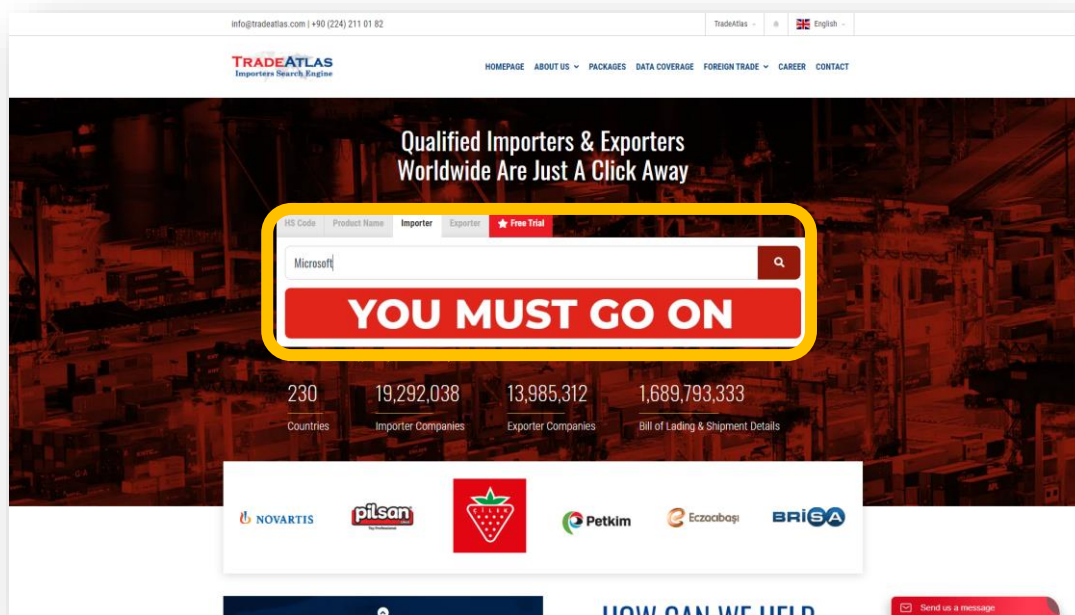 info@tradeatlas.com | +90 (224) 211 01 82
TradeAtlas
English
TRADEATLAS
Importers Search Engine
HOMEPAGE ABOUT US PACKAGES DATA COVERAGE FOREIGN TRADE CAREER CONTACT
Qualified Importers & Exporters
Worldwide Are Just A Click Away
HS Code Product Name Importer Exporter Free Trial
Microsoft
YOU MUST GO ON
230 19,292,038 13,985,312 1,689,793,333
Countries Importer Companies Exporter Companies Bill of Lading & Shipment Details
NOVARTIS pilsan ÇİLEK Petkim Eczacıbaşı BRİSA
HOW CAN WE HELP
Send us a message